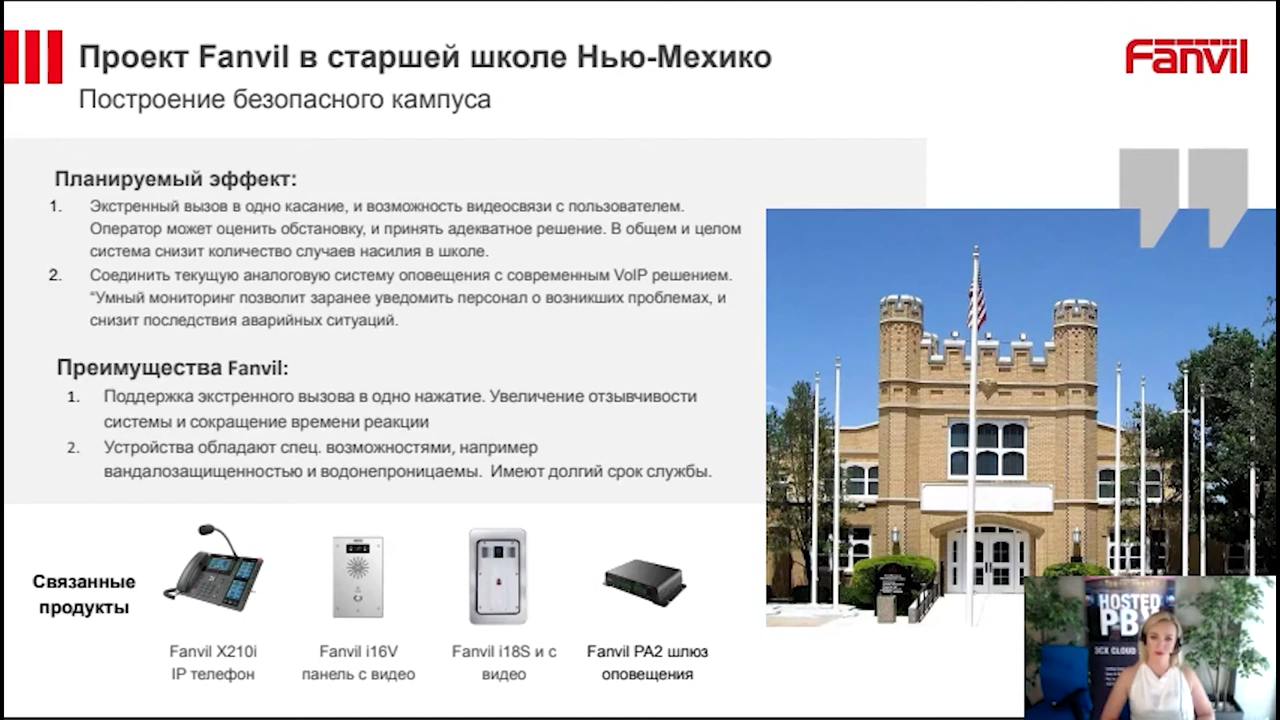 Проект Fanvil в старшей школе Нью-Мехико
Fanvil
Построение безопасного кампуса
Планируемый эффект:
1. Экстренный вызов в одно касание, и возможность видеосвязи с пользователем.
Оператор может оценить обстановку, и принять адекватное решение. В общем и целом
система снизит количество случаев насилия в школе.
2. Соединить текущую аналоговую систему оповещения с современным VoIP решением.
“Умный мониторинг позволит заранее уведомить персонал о возникших проблемах, и
снизит последствия аварийных ситуаций.
Преимущества Fanvil:
1. Поддержка экстренного вызова в одно нажатие. Увеличение отзывчивости
системы и сокращение времени реакции
2. Устройства обладают спец. возможностями, например
вандалозащищенностью и водонепроницаемы. Имеют долгий срок службы.
Связанные
продукты
Fanvil X210i
IP телефон
Fanvil i16V
панель с видео
Fanvil i18S и с
видео
Fanvil PA2 шлюз
оповещения
HOSTED
3CX CLOUD